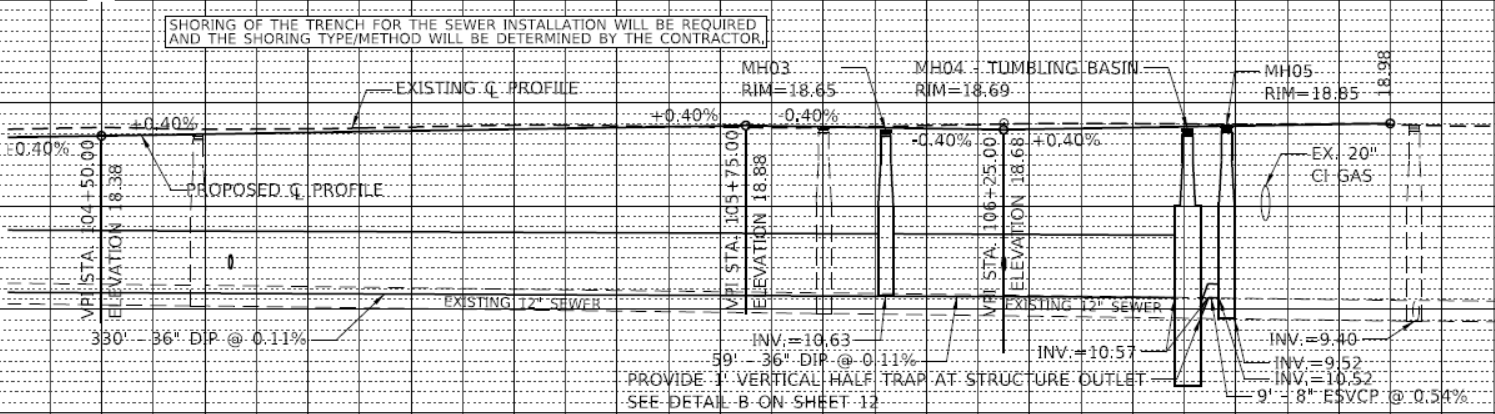 SHORING OF THE TRENCH FOR THE SEWER INSTALLATION WILL BE REQUIRED
AND THE SHORING TYPE/METHOD WILL BE DETERMINED BY THE CONTRACTOR.
EXISTING ℄ PROFILE
MH03
RIM=18.65
MH04 - TUMBLING BASIN
RIM=18.69
MH05
RIM=18.85
18.98
+0.40%
+0.40%
-0.40%
-0.40%
+0.40%
0.40%
PROPOSED ℄ PROFILE
EX. 20"
CI GAS
VPI STA. 104+50.00
ELEVATION 18.38
VPI STA. 105+75.00
ELEVATION 18.88
VPI STA. 106+25.00
ELEVATION 18.68
EXISTING 12" SEWER
EXISTING 12" SEWER
330' - 36" DIP @ 0.11%
INV.=10.63
59' - 36" DIP @ 0.11%
INV.=10.57
INV.=9.40
INV.=9.52
INV.=10.52
9' - 8" ESVCP @ 0.54%
PROVIDE 1' VERTICAL HALF TRAP AT STRUCTURE OUTLET
SEE DETAIL B ON SHEET 12